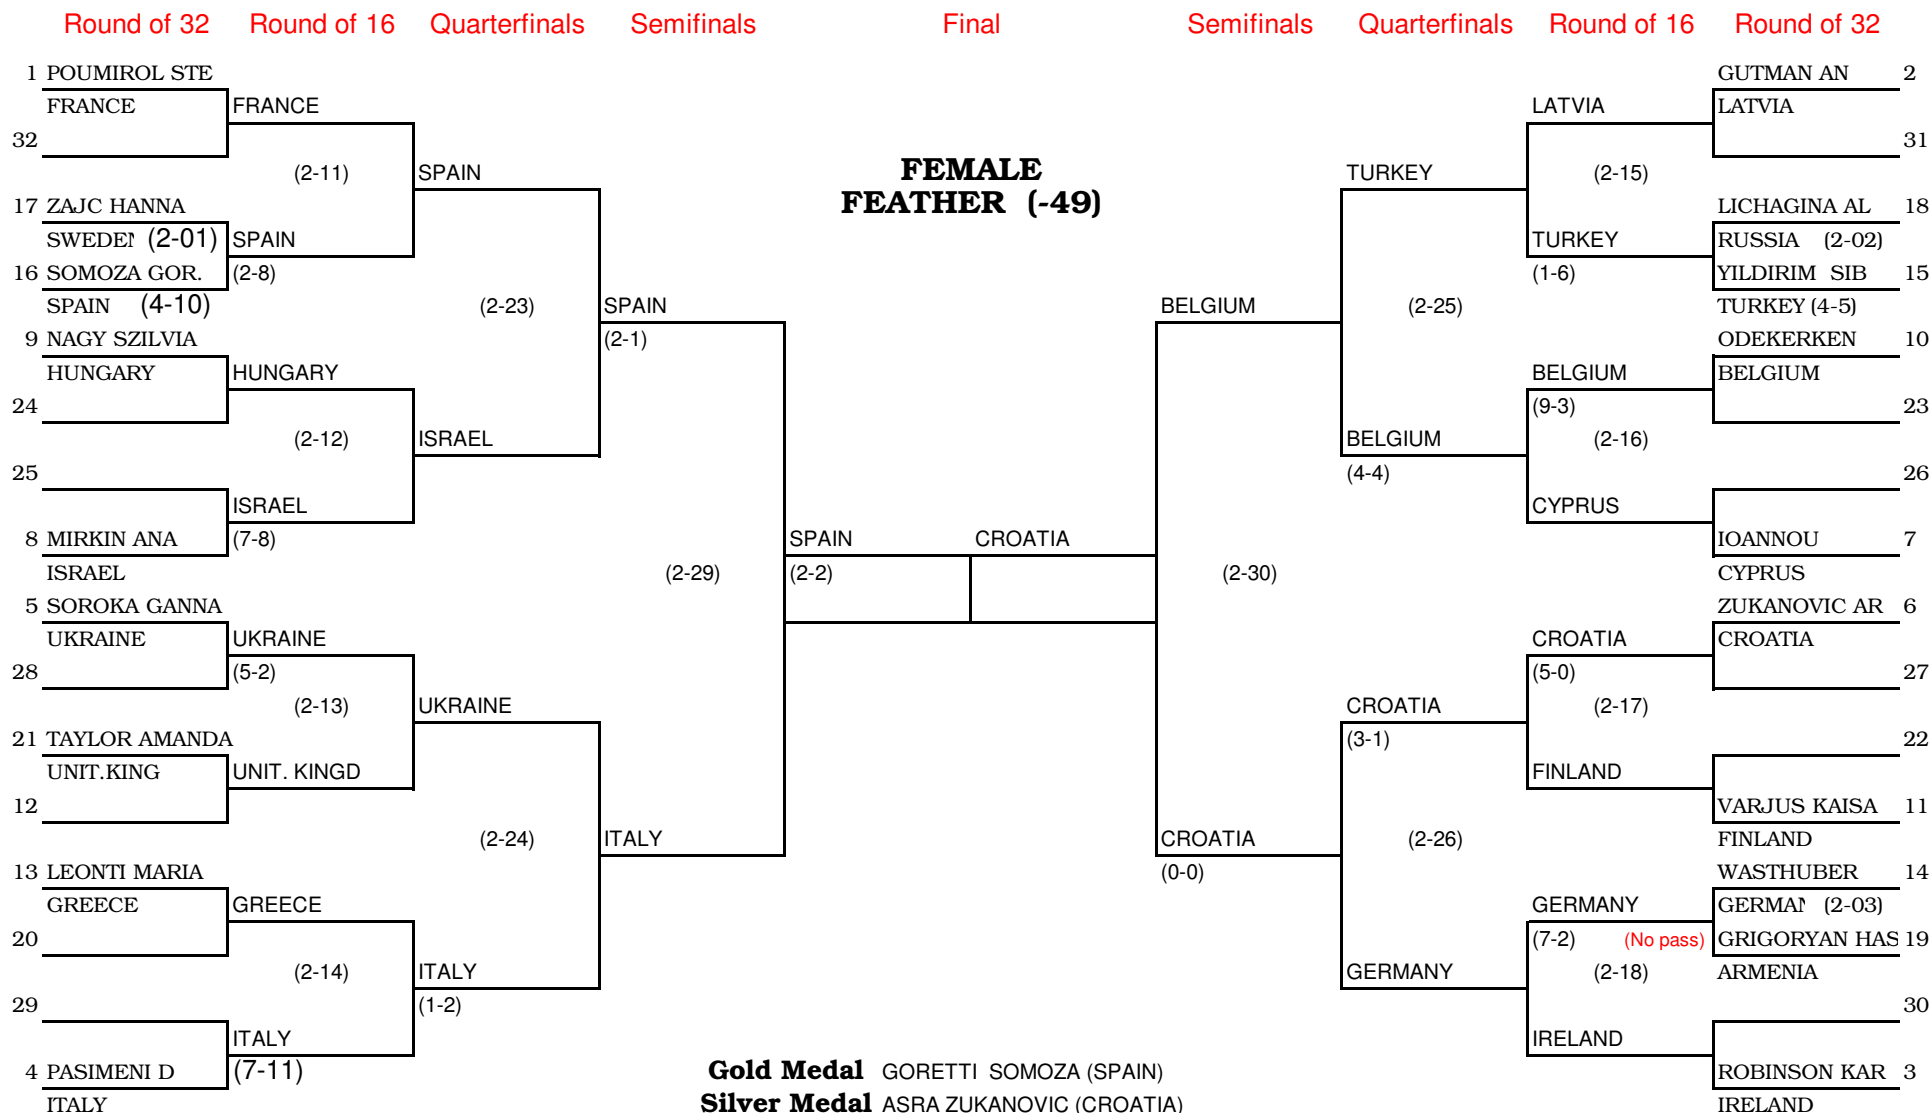 Round of 32 Round of 16 Quarterfinals Semifinals Final Semifinals Quarterfinals Round of 16 Round of 32
1 POUMIROL STE GUTMAN AN 2
FRANCE FRANCE LATVIA LATVIA
32 31
(2-11) SPAIN FEMALE TURKEY (2-15)
17 ZAJC HANNA FEATHER (-49) LICHAGINA AL 18
SWEDEN (2-01) SPAIN TURKEY RUSSIA (2-02)
16 SOMOZA GOR. (2-8) (1-6) YILDIRIM SIB 15
SPAIN (4-10) (2-23) SPAIN BELGIUM (2-25) TURKEY (4-5)
9 NAGY SZILVIA (2-1) ODEKERKEN 10
HUNGARY HUNGARY BELGIUM BELGIUM
24 (9-3) 23
(2-12) ISRAEL BELGIUM (2-16)
25 (4-4) 26
ISRAEL CYPRUS
8 MIRKIN ANA (7-8) SPAIN CROATIA IOANNOU 7
ISRAEL (2-29) (2-2) (2-30) CYPRUS
5 SOROKA GANNA ZUKANOVIC AR 6
UKRAINE UKRAINE CROATIA CROATIA
28 (5-2) (5-0) 27
(2-13) UKRAINE CROATIA (2-17)
21 TAYLOR AMANDA (3-1) 22
UNIT.KING UNIT. KINGD FINLAND
12 VARJUS KAISA 11
(2-24) ITALY CROATIA (2-26) FINLAND
13 LEONTI MARIA (0-0) WASTHUBER 14
GREECE GREECE GERMANY GERMAN (2-03)
20 (7-2) (No pass) GRIGORYAN HAS 19
(2-14) ITALY GERMANY (2-18) ARMENIA
29 (1-2) 30
ITALY IRELAND
4 PASIMENI D (7-11) Gold Medal GORETTI SOMOZA (SPAIN) ROBINSON KAR 3
ITALY Silver Medal ASRA ZUKANOVIC (CROATIA) IRELAND